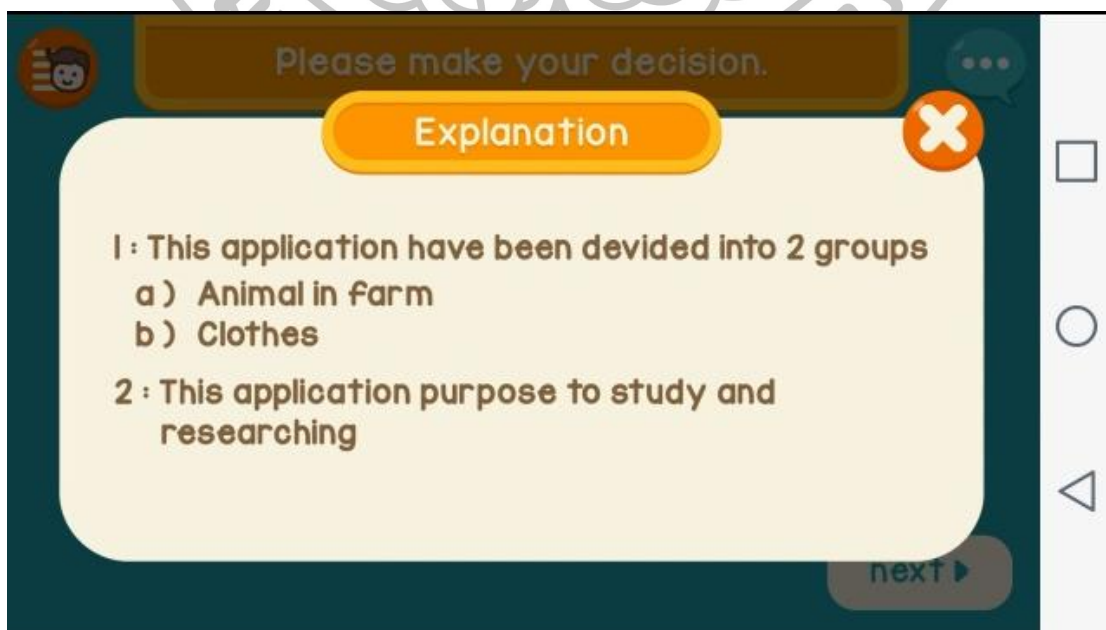 Please make your decision.
Explanation
1 : This application have been devided into 2 groups
a ) Animal in farm
b ) Clothes
2 : This application purpose to study and
researching
next